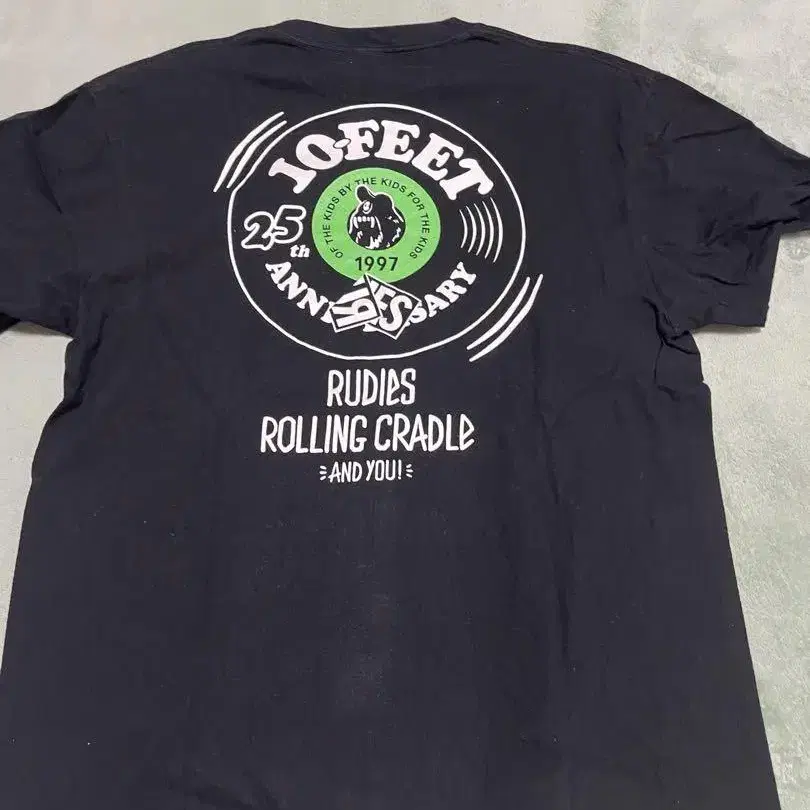 10-FEET
25th
OF THE KIDS BY THE KIDS FOR THE KIDS
1997
ANNIVERSARY
RUDIES
ROLLING CRADLE
AND YOU!